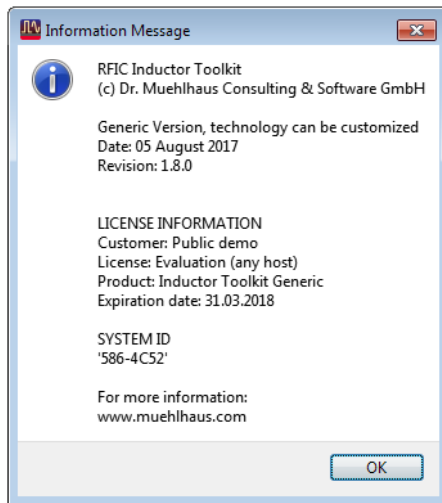 Information Message
RFIC Inductor Toolkit
(c) Dr. Muehlhaus Consulting & Software GmbH
Generic Version, technology can be customized
Date: 05 August 2017
Revision: 1.8.0
LICENSE INFORMATION
Customer: Public demo
License: Evaluation (any host)
Product: Inductor Toolkit Generic
Expiration date: 31.03.2018
SYSTEM ID
'586-4C52'
For more information:
www.muehlhaus.com
OK